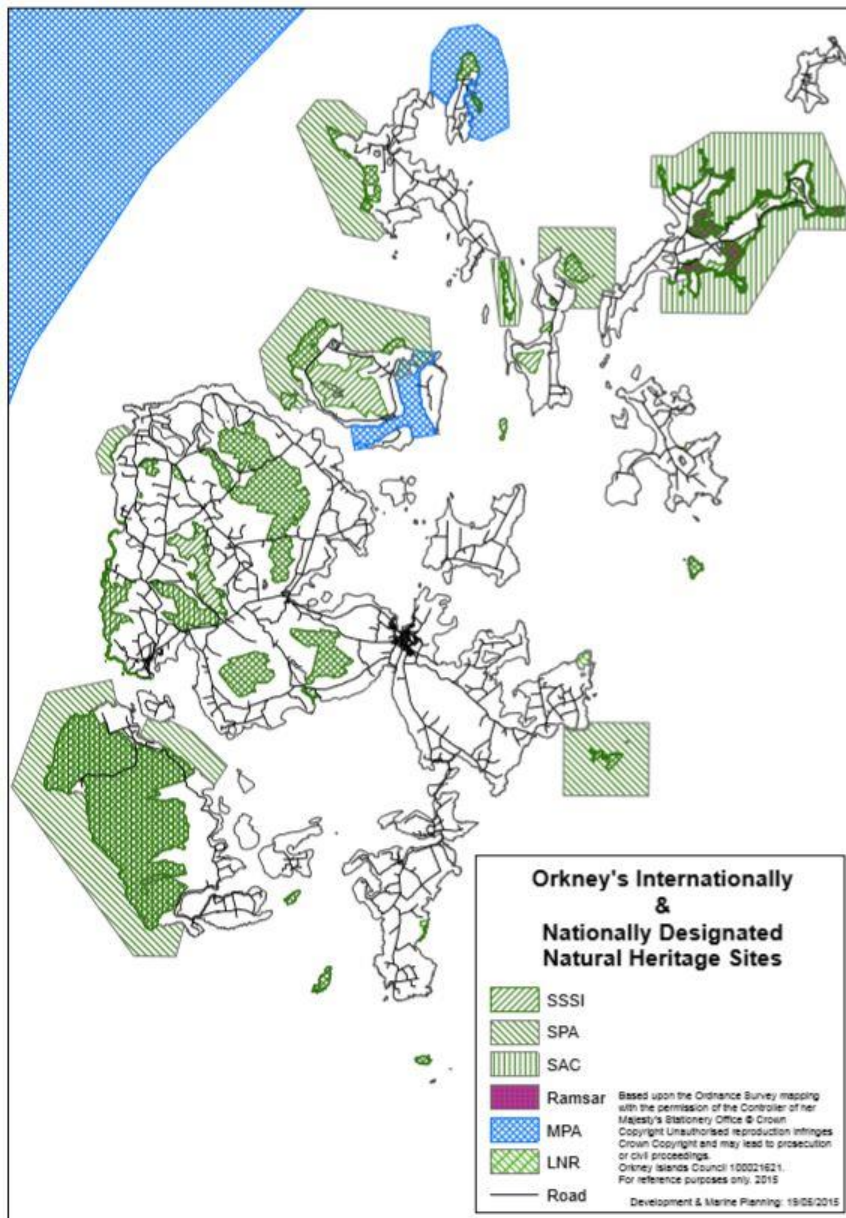 Orkney's Internationally
&
Nationally Designated
Natural Heritage Sites
SSSI
SPA
SAC
Ramsar
MPA
LNR
Road
Based upon the Ordnance Survey mapping
with the permission of the Controller of her
Majesty's Stationery Office © Crown
Copyright Unauthorised reproduction infringes
Crown Copyright and may lead to prosecution
or civil proceedings.
Orkney Islands Council 100021621.
For reference purposes only. 2015
Development & Marine Planning: 19/05/2015